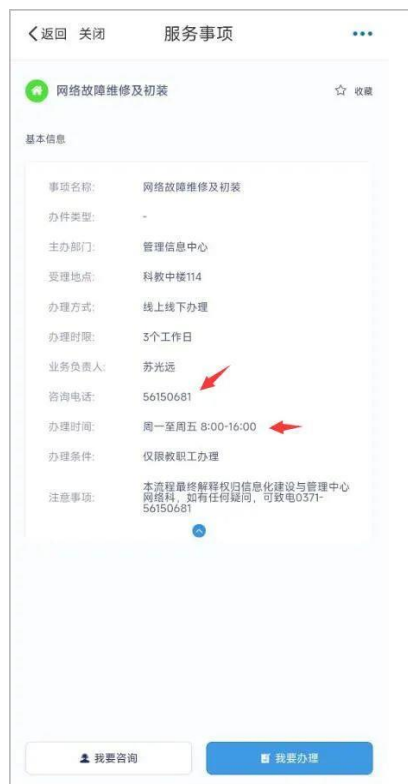 返回 关闭 服务事项
网络故障维修及初装 收藏
基本信息
事项名称: 网络故障维修及初装
办件类型: -
主办部门: 管理信息中心
受理地点: 科教中楼114
办理方式: 线上线下办理
办理时限: 3个工作日
业务负责人: 苏光远
咨询电话: 56150681
办理时间: 周一至周五 8:00-16:00
办理条件: 仅限教职工办理
注意事项: 本流程最终解释权归信息化建设与管理中心
网络科，如有任何疑问，可致电0371-
56150681
我要咨询 我要办理